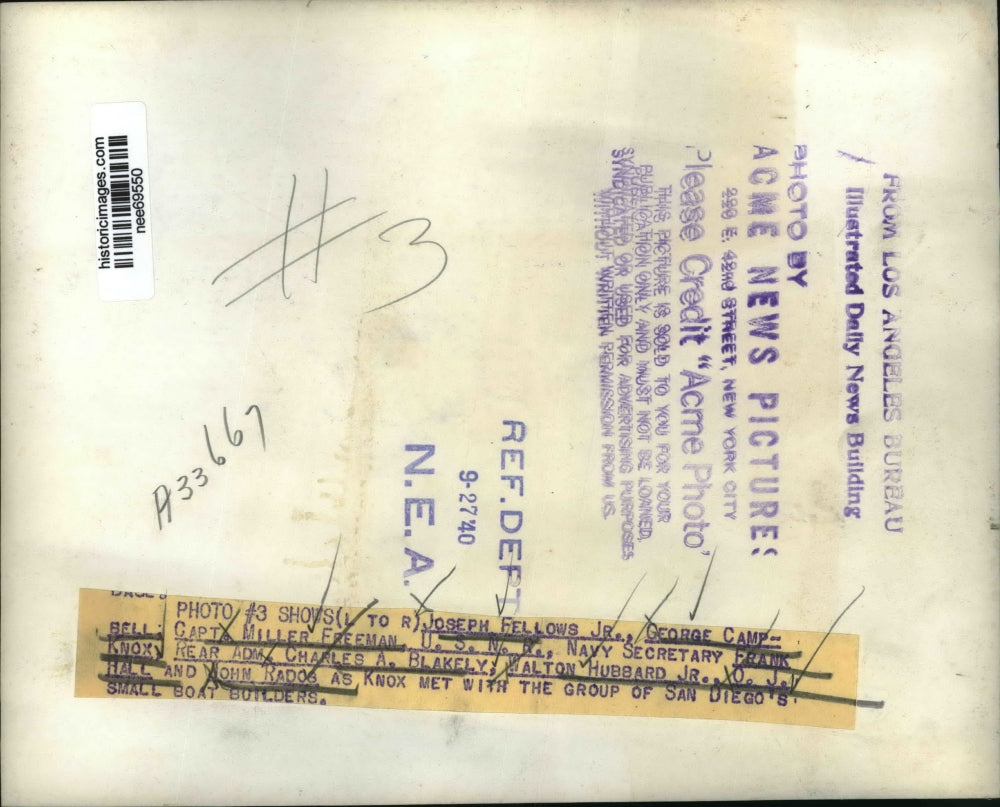 historicimages.com
nee69550
#3
A33667
FROM LOS ANGELES BUREAU
Illustrated Daily News Building
PHOTO BY
ACME NEWS PICTURES
220 E. 42ND STREET, NEW YORK CITY
Please Credit "Acme Photo"
THIS PICTURE IS SOLD TO YOU FOR YOUR
PUBLICATION ONLY AND MUST NOT BE LOANED,
SYNDICATED OR USED FOR ADVERTISING PURPOSES
WITHOUT WRITTEN PERMISSION FROM US.
REF. DEPT
9-27'40
N. E. A.
PHOTO #3 SHOWS(L TO R)JOSEPH FELLOWS JR., GEORGE CAMP-
BELL, CAPT. MILLER FREEMAN, U. S. N. R., NAVY SECRETARY FRANK
KNOX, REAR ADM. CHARLES A. BLAKELY, WALTON HUBBARD JR., O. J.
HALL AND JOHN RADOS AS KNOX MET WITH THE GROUP OF SAN DIEGO'S
SMALL BOAT BUILDERS.